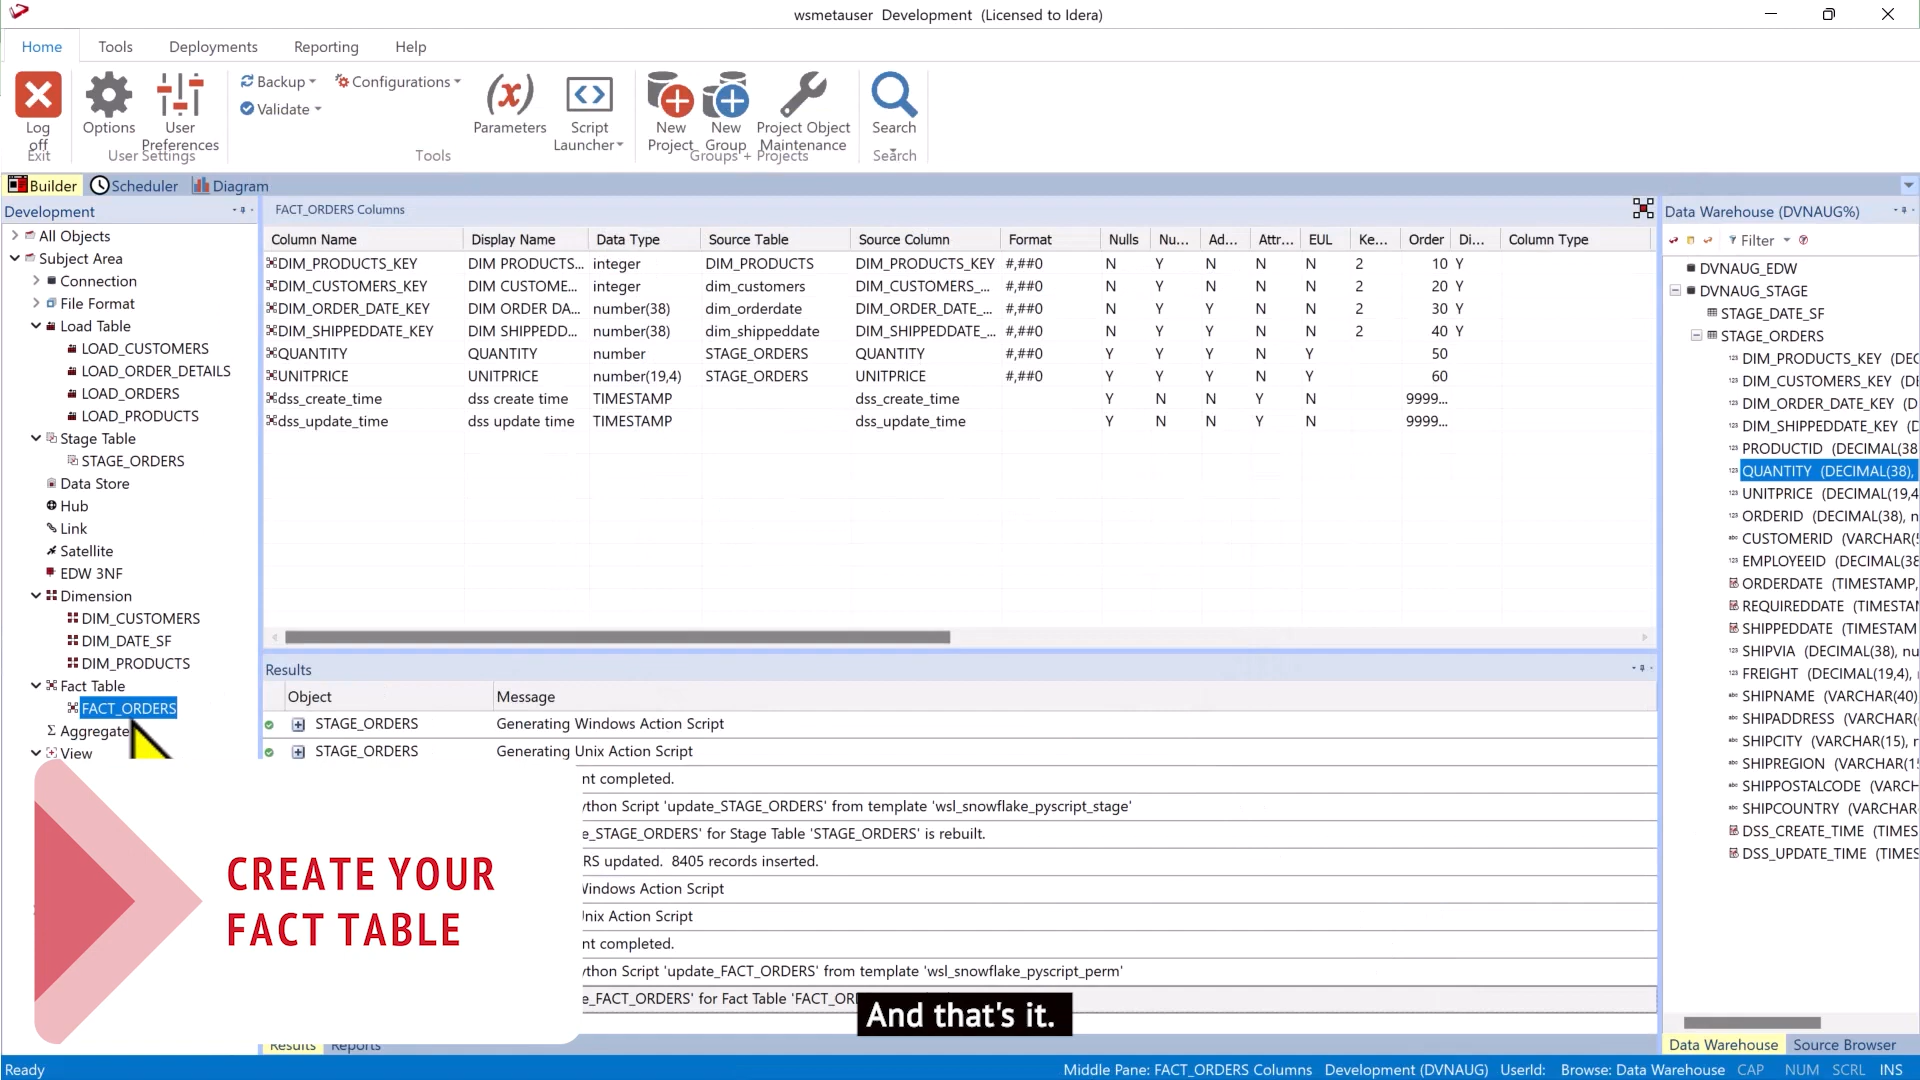 wsmetauser Development (Licensed to Idera)
Home Tools Deployments Reporting Help
Log off
Options
User Preferences
Backup
Validate
Configurations
Parameters
Script Launcher
New Project
New Group
Project Object Maintenance
Search
Exit User Settings Tools Groups + Projects Search
Builder Scheduler Diagram
Development
All Objects
Subject Area
Connection
File Format
Load Table
LOAD_CUSTOMERS
LOAD_ORDER_DETAILS
LOAD_ORDERS
LOAD_PRODUCTS
Stage Table
STAGE_ORDERS
Data Store
Hub
Link
Satellite
EDW 3NF
Dimension
DIM_CUSTOMERS
DIM_DATE_SF
DIM_PRODUCTS
Fact Table
FACT_ORDERS
Aggregate
View
FACT_ORDERS Columns
Column Name Display Name Data Type Source Table Source Column Format Nulls Nu... Ad... Attr... EUL Ke... Order Di... Column Type
DIM_PRODUCTS_KEY DIM PRODUCTS... integer DIM_PRODUCTS DIM_PRODUCTS_KEY #,##0 N Y N N N 2 10 Y
DIM_CUSTOMERS_KEY DIM CUSTOME... integer dim_customers DIM_CUSTOMERS_... #,##0 N Y N N N 2 20 Y
DIM_ORDER_DATE_KEY DIM ORDER DA... number(38) dim_orderdate DIM_ORDER_DATE_... #,##0 N Y Y N N 2 30 Y
DIM_SHIPPEDDATE_KEY DIM SHIPPEDD... number(38) dim_shippeddate DIM_SHIPPEDDATE_... #,##0 N Y Y N N 2 40 Y
QUANTITY QUANTITY number STAGE_ORDERS QUANTITY #,##0 Y Y Y N Y 50
UNITPRICE UNITPRICE number(19,4) STAGE_ORDERS UNITPRICE #,##0 Y Y Y N Y 60
dss_create_time dss create time TIMESTAMP dss_create_time Y N N Y N 9999...
dss_update_time dss update time TIMESTAMP dss_update_time Y N N Y N 9999...
Results
Object Message
STAGE_ORDERS Generating Windows Action Script
STAGE_ORDERS Generating Unix Action Script
nt completed.
ython Script 'update_STAGE_ORDERS' from template 'wsl_snowflake_pyscript_stage'
e_STAGE_ORDERS' for Stage Table 'STAGE_ORDERS' is rebuilt.
RS updated. 8405 records inserted.
Windows Action Script
Unix Action Script
nt completed.
ython Script 'update_FACT_ORDERS' from template 'wsl_snowflake_pyscript_perm'
e_FACT_ORDERS' for Fact Table 'FACT_OR
Results Reports
CREATE YOUR
FACT TABLE
And that's it.
Data Warehouse (DVNAUG%)
Filter
DVNAUG_EDW
DVNAUG_STAGE
STAGE_DATE_SF
STAGE_ORDERS
DIM_PRODUCTS_KEY (DEC
DIM_CUSTOMERS_KEY (DE
DIM_ORDER_DATE_KEY (D
DIM_SHIPPEDDATE_KEY (D
PRODUCTID (DECIMAL(38
QUANTITY (DECIMAL(38),
UNITPRICE (DECIMAL(19,4
ORDERID (DECIMAL(38), n
CUSTOMERID (VARCHAR(5
EMPLOYEEID (DECIMAL(38
ORDERDATE (TIMESTAMP,
REQUIREDDATE (TIMESTAM
SHIPPEDDATE (TIMESTAM
SHIPVIA (DECIMAL(38), nu
FREIGHT (DECIMAL(19,4),
SHIPNAME (VARCHAR(40)
SHIPADDRESS (VARCHAR(
SHIPCITY (VARCHAR(15), n
SHIPREGION (VARCHAR(15
SHIPPOSTALCODE (VARCH
SHIPCOUNTRY (VARCHAR
DSS_CREATE_TIME (TIMES
DSS_UPDATE_TIME (TIMES
Data Warehouse Source Browser
Ready Middle Pane: FACT_ORDERS Columns Development (DVNAUG) UserId: Browse: Data Warehouse CAP NUM SCRL INS